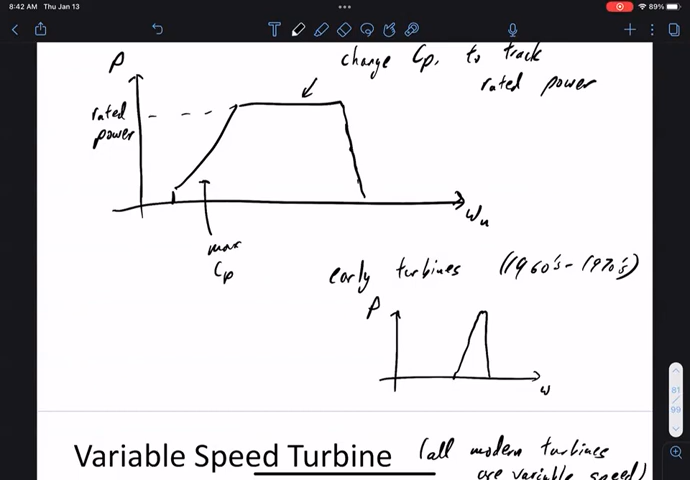 8:42 AM Thu Jan 13
89%
P
change Cp, to track
rated power
rated
power
max
Cp
early turbines (1960's - 1970's)
P
w
81
/
99
Variable Speed Turbine (all modern turbines
are variable speed)